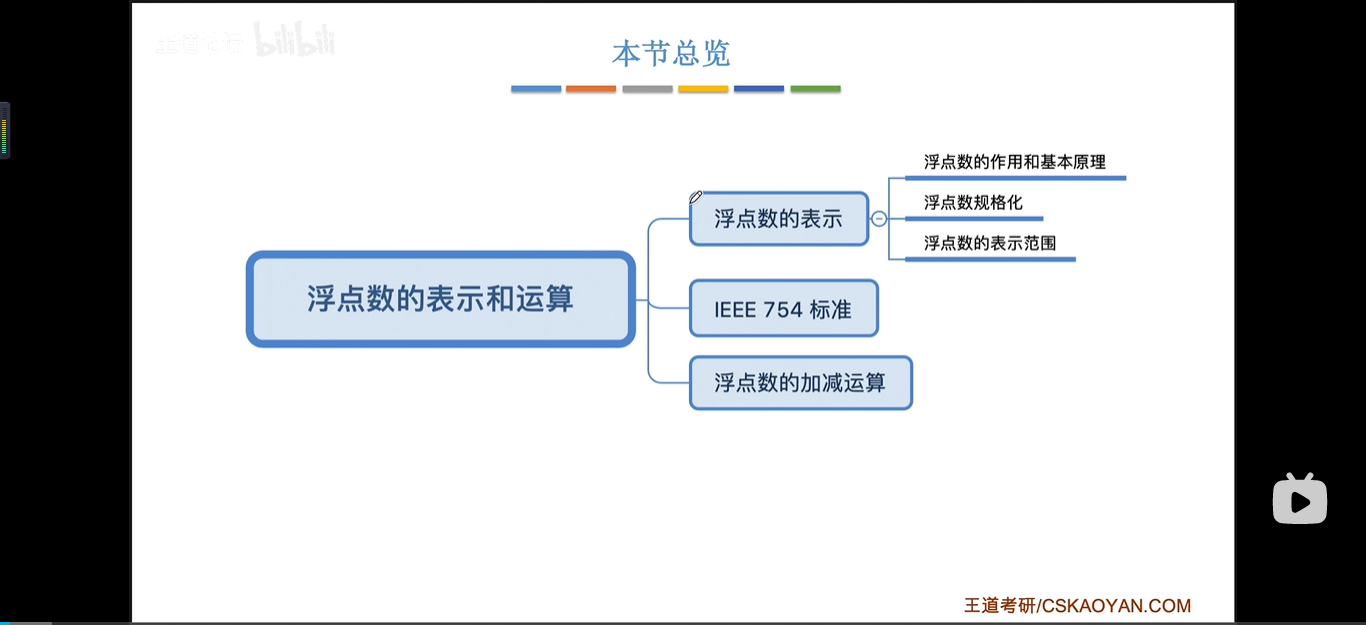 王道论坛 bilibili
本节总览
浮点数的作用和基本原理
浮点数规格化
浮点数的表示范围
浮点数的表示
浮点数的表示和运算
IEEE 754 标准
浮点数的加减运算
王道考研/CSKAOYAN.COM